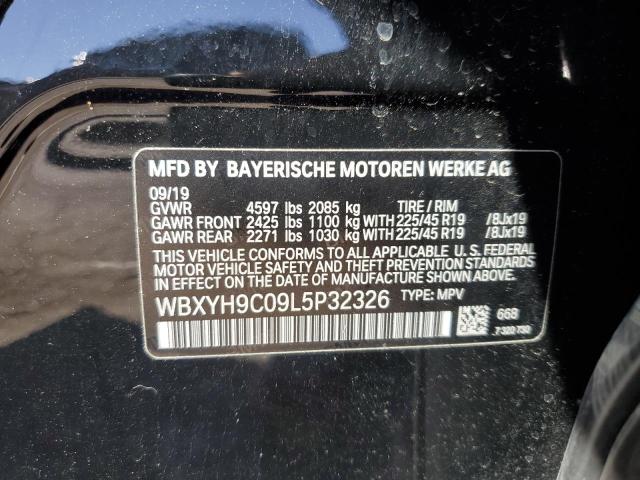 MFD BY BAYERISCHE MOTOREN WERKE AG
09/19
GVWR 4597 lbs 2085 kg TIRE / RIM
GAWR FRONT 2425 lbs 1100 kg WITH 225/45 R19 /8Jx19
GAWR REAR 2271 lbs 1030 kg WITH 225/45 R19 /8Jx19
THIS VEHICLE CONFORMS TO ALL APPLICABLE U.S. FEDERAL
MOTOR VEHICLE SAFETY AND THEFT PREVENTION STANDARDS
IN EFFECT ON THE DATE OF MANUFACTURE SHOWN ABOVE.
WBXYH9C09L5P32326 TYPE: MPV
668
7 320 730